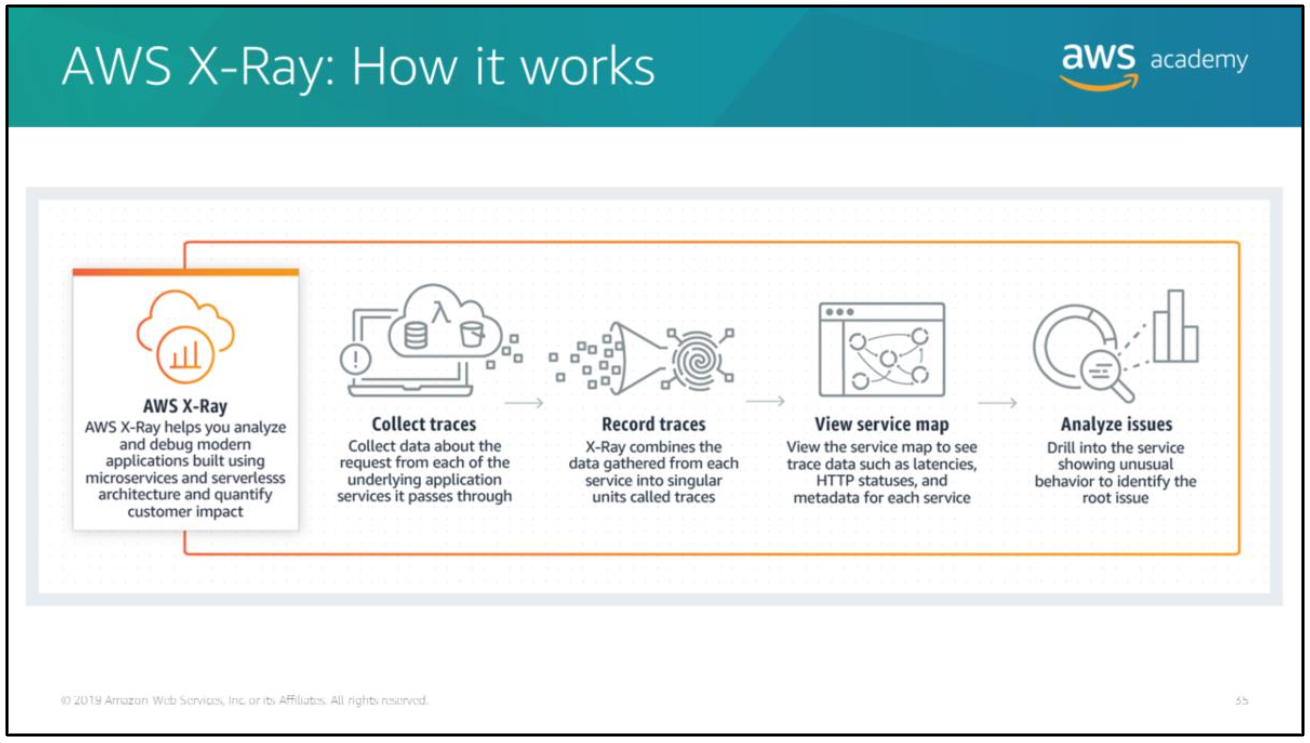 AWS X-Ray: How it works
aws academy
AWS X-Ray
AWS X-Ray helps you analyze
and debug modern
applications built using
microservices and serverlesss
architecture and quantify
customer impact
λ
!
Collect traces
Collect data about the
request from each of the
underlying application
services it passes through
Record traces
X-Ray combines the
data gathered from each
service into singular
units called traces
View service map
View the service map to see
trace data such as latencies,
HTTP statuses, and
metadata for each service
Analyze issues
Drill into the service
showing unusual
behavior to identify the
root issue
© 2019 Amazon Web Services, Inc. or its Affiliates. All rights reserved.
35